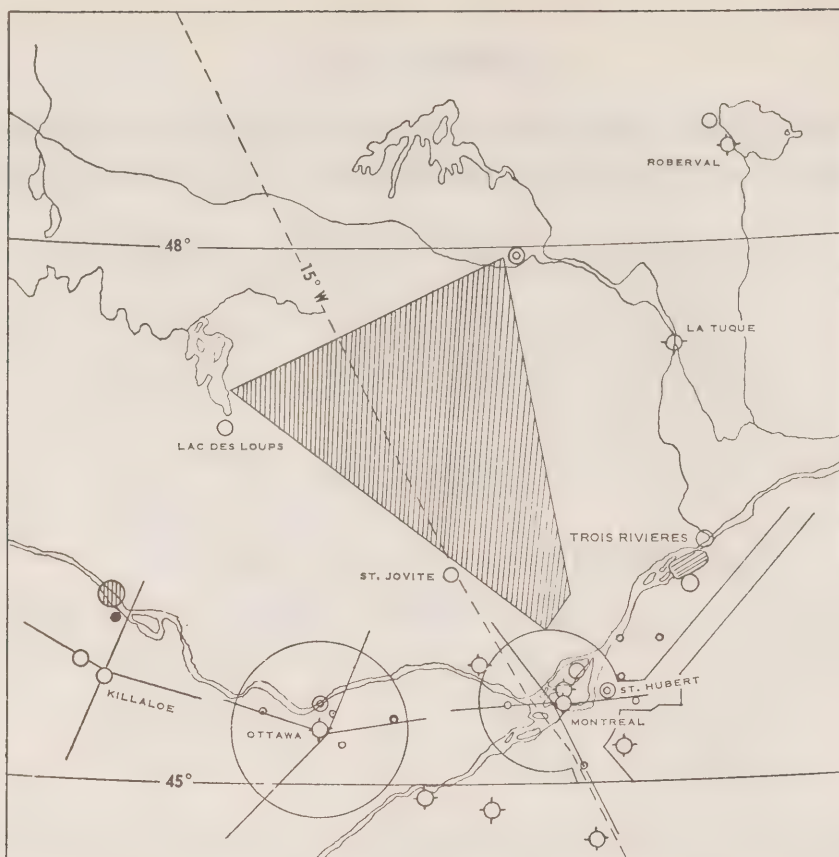 ROBERVAL
48°
15° W
LA TUQUE
LAC DES LOUPS
TROIS RIVIERES
ST. JOVITE
KILLALOE
ST. HUBERT
OTTAWA
MONTREAL
45°